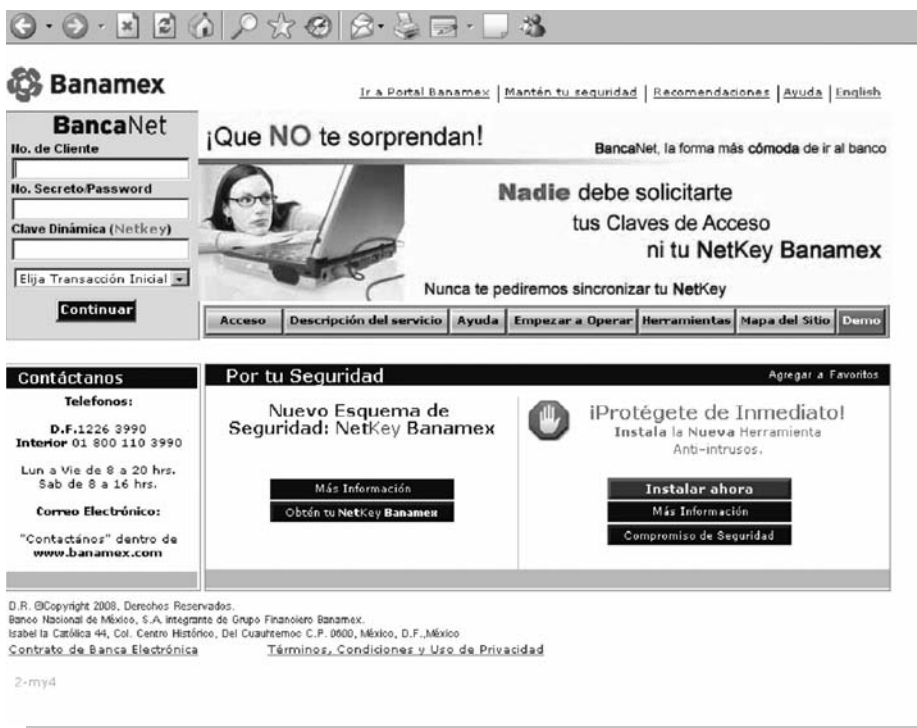 Banamex
Ir a Portal Banamex | Mantén tu seguridad | Recomendaciones | Ayuda | English
BancaNet
No. de Cliente
No. Secreto/Password
Clave Dinámica (Netkey)
Elija Transacción Inicial
Continuar
¡Que NO te sorprendan!
BancaNet, la forma más cómoda de ir al banco
Nadie debe solicitarte
tus Claves de Acceso
ni tu NetKey Banamex
Nunca te pediremos sincronizar tu NetKey
Acceso Descripción del servicio Ayuda Empezar a Operar Herramientas Mapa del Sitio Demo
Contáctanos
Telefonos:
D.F.1226 3990
Interior 01 800 110 3990
Lun a Vie de 8 a 20 hrs.
Sab de 8 a 16 hrs.
Correo Electrónico:
"Contactános" dentro de
www.banamex.com
Por tu Seguridad
Agregar a Favoritos
Nuevo Esquema de
Seguridad: NetKey Banamex
Más Información
Obtén tu NetKey Banamex
¡Protégete de Inmediato!
Instala la Nueva Herramienta
Anti-intrusos.
Instalar ahora
Más Información
Compromiso de Seguridad
D.R. ©Copyright 2008, Derechos Reservados.
Banco Nacional de México, S.A. integrante de Grupo Financiero Banamex.
Isabel la Católica 44, Col. Centro Histórico, Del Cuauhtemoc C.P. 0600, México, D.F.,México
Contrato de Banca Electrónica
Términos, Condiciones y Uso de Privacidad
2-my4